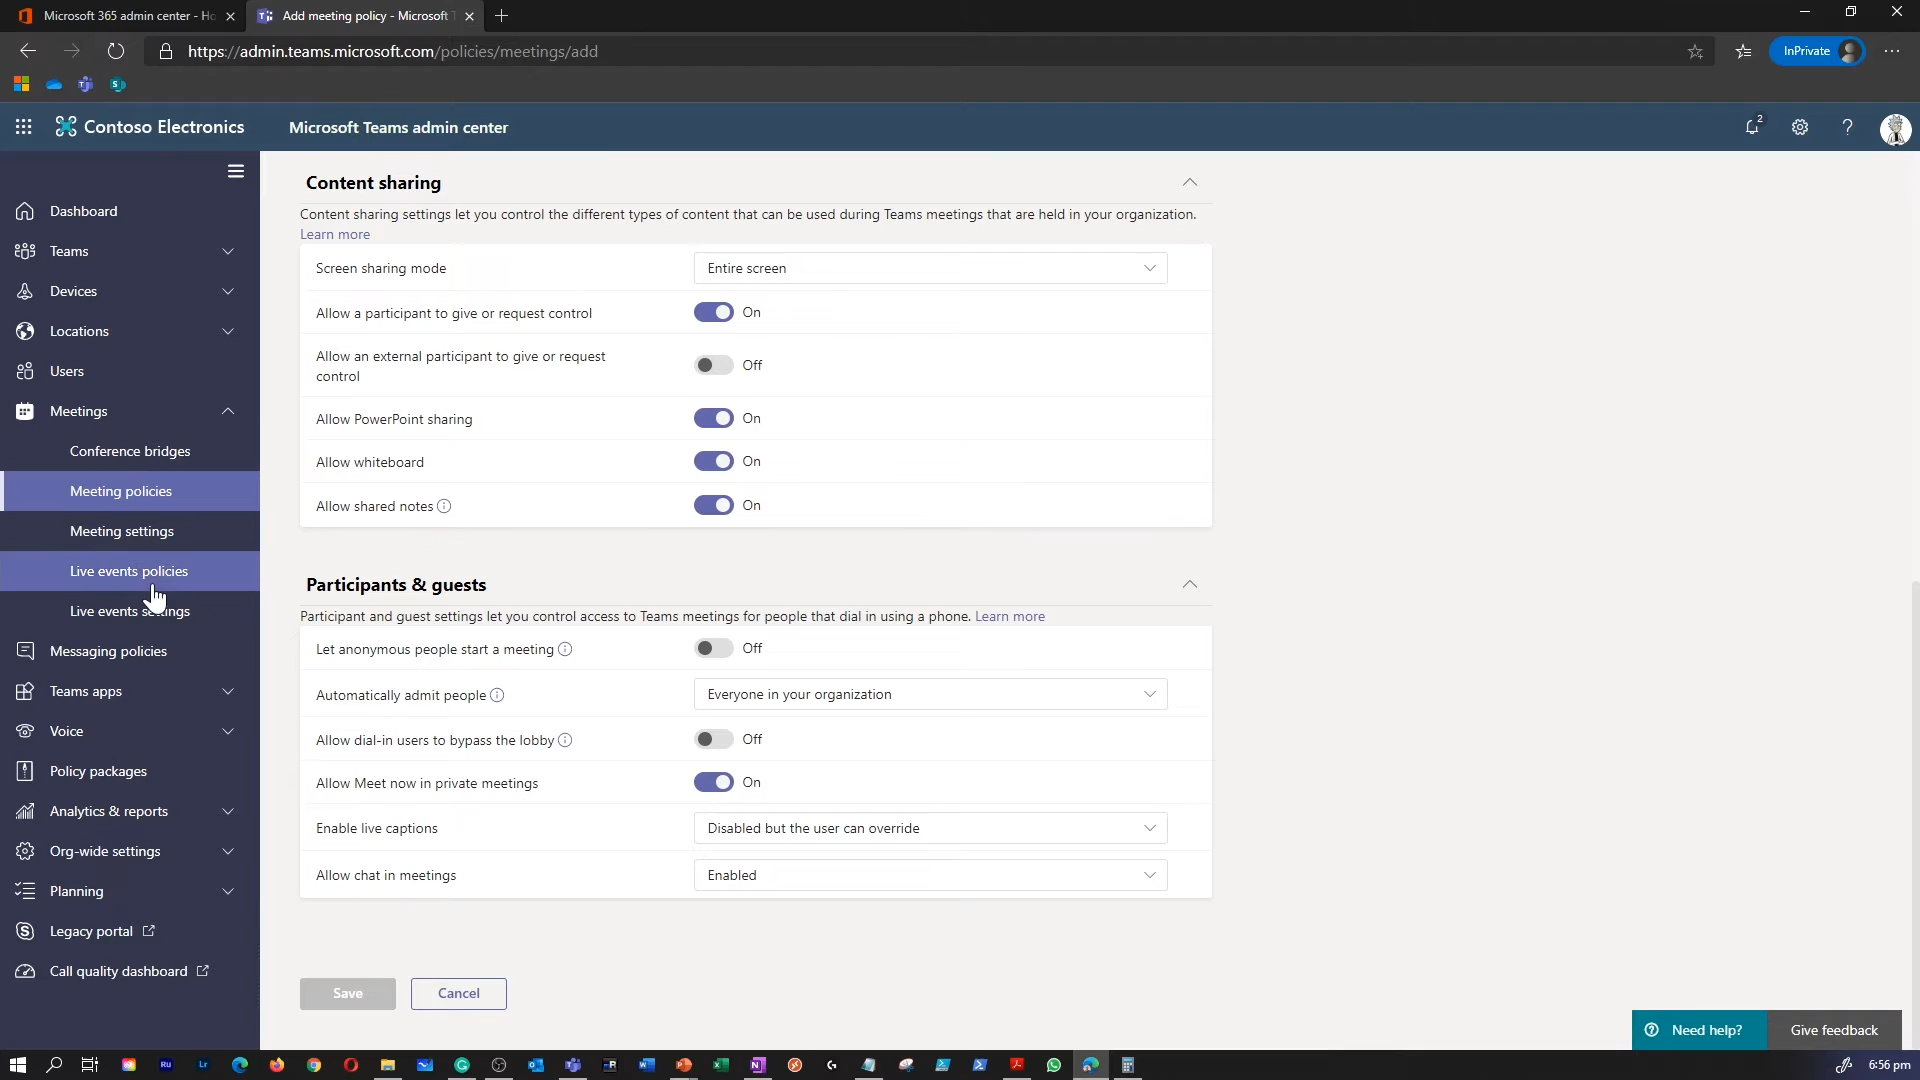 Microsoft 365 admin center - Ho
Add meeting policy - Microsoft T
https://admin.teams.microsoft.com/policies/meetings/add
InPrivate
Contoso Electronics
Microsoft Teams admin center
2
Dashboard
Teams
Devices
Locations
Users
Meetings
Conference bridges
Meeting policies
Meeting settings
Live events policies
Live events settings
Messaging policies
Teams apps
Voice
Policy packages
Analytics & reports
Org-wide settings
Planning
Legacy portal
Call quality dashboard
Content sharing
Content sharing settings let you control the different types of content that can be used during Teams meetings that are held in your organization.
Learn more
Screen sharing mode
Entire screen
Allow a participant to give or request control
On
Allow an external participant to give or request
control
Off
Allow PowerPoint sharing
On
Allow whiteboard
On
Allow shared notes
On
Participants & guests
Participant and guest settings let you control access to Teams meetings for people that dial in using a phone. Learn more
Let anonymous people start a meeting
Off
Automatically admit people
Everyone in your organization
Allow dial-in users to bypass the lobby
Off
Allow Meet now in private meetings
On
Enable live captions
Disabled but the user can override
Allow chat in meetings
Enabled
Save
Cancel
Need help?
Give feedback
6:56 pm